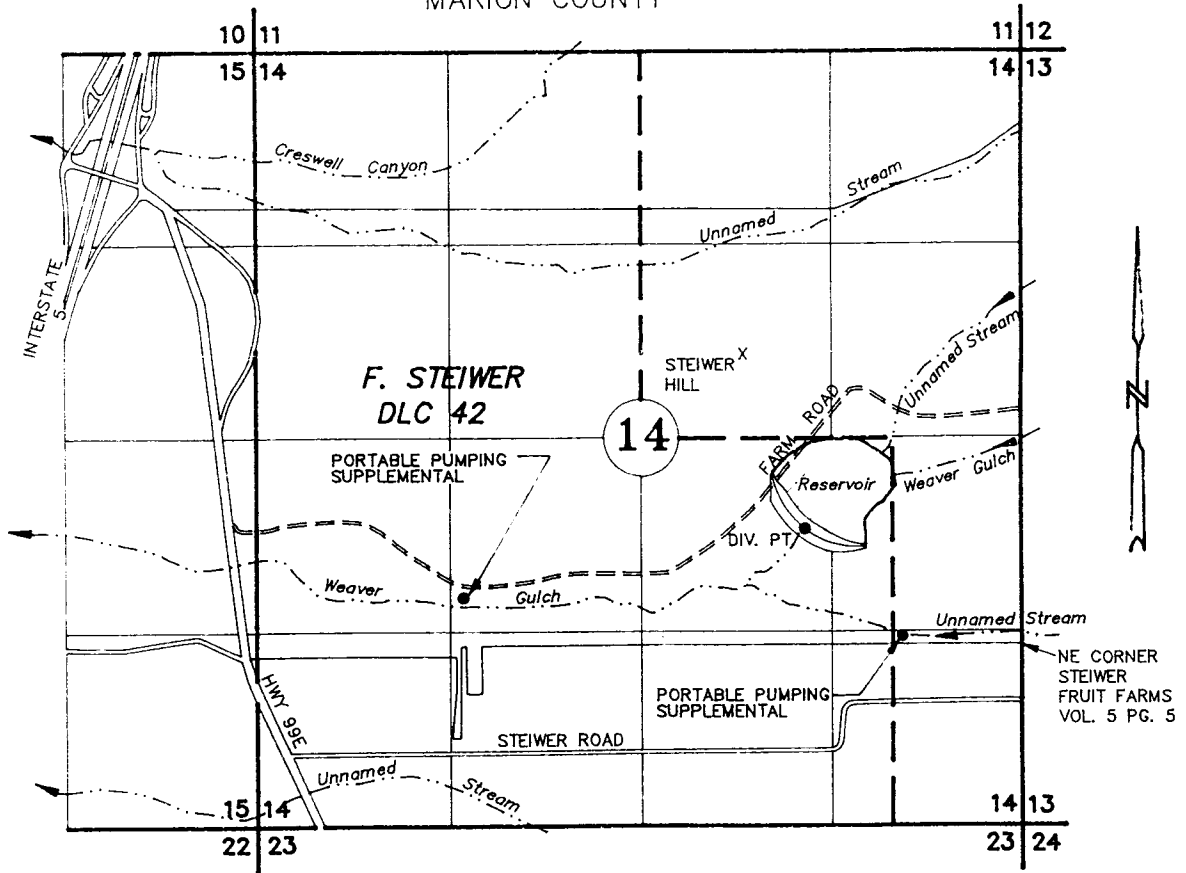 MARION COUNTY
10 11
15 14
11 12
14 13
Creswell Canyon
Unnamed Stream
INTERSTATE 5
Unnamed Stream
STEIWER X
HILL
F. STEIWER
DLC 42
14
FARM ROAD
PORTABLE PUMPING
SUPPLEMENTAL
Reservoir
Weaver Gulch
N
DIV. PT.
Weaver Gulch
Unnamed Stream
NE CORNER
STEIWER
FRUIT FARMS
VOL. 5 PG. 5
PORTABLE PUMPING
SUPPLEMENTAL
HWY 99E
STEIWER ROAD
Unnamed Stream
15 14
22 23
14 13
23 24